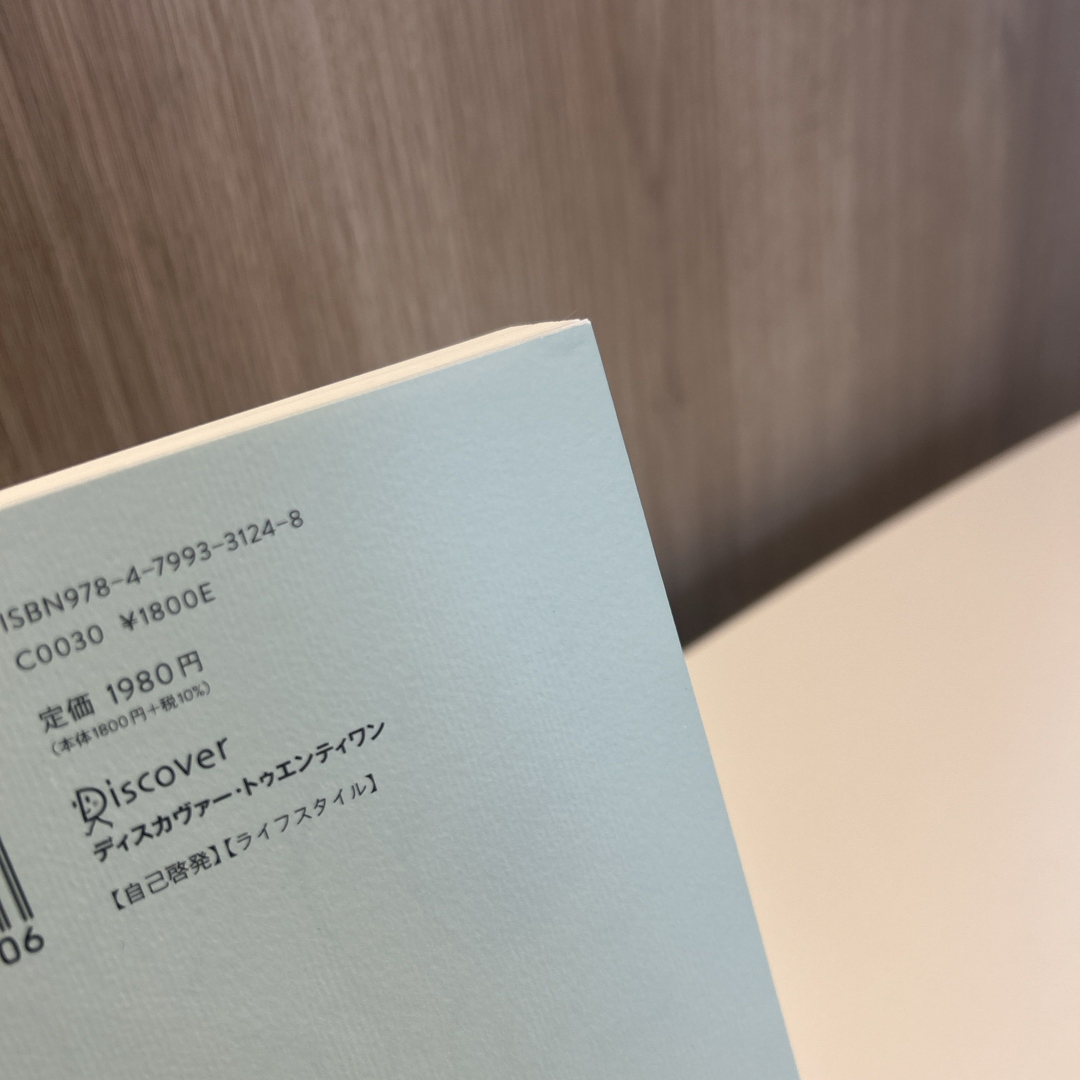 ISBN978-4-7993-3124-8
C0030 ¥1800E
定価 1980円
(本体1800円+税10%)
Discover
ディスカヴァー・トゥエンティワン
【自己啓発】【ライフスタイル】
06